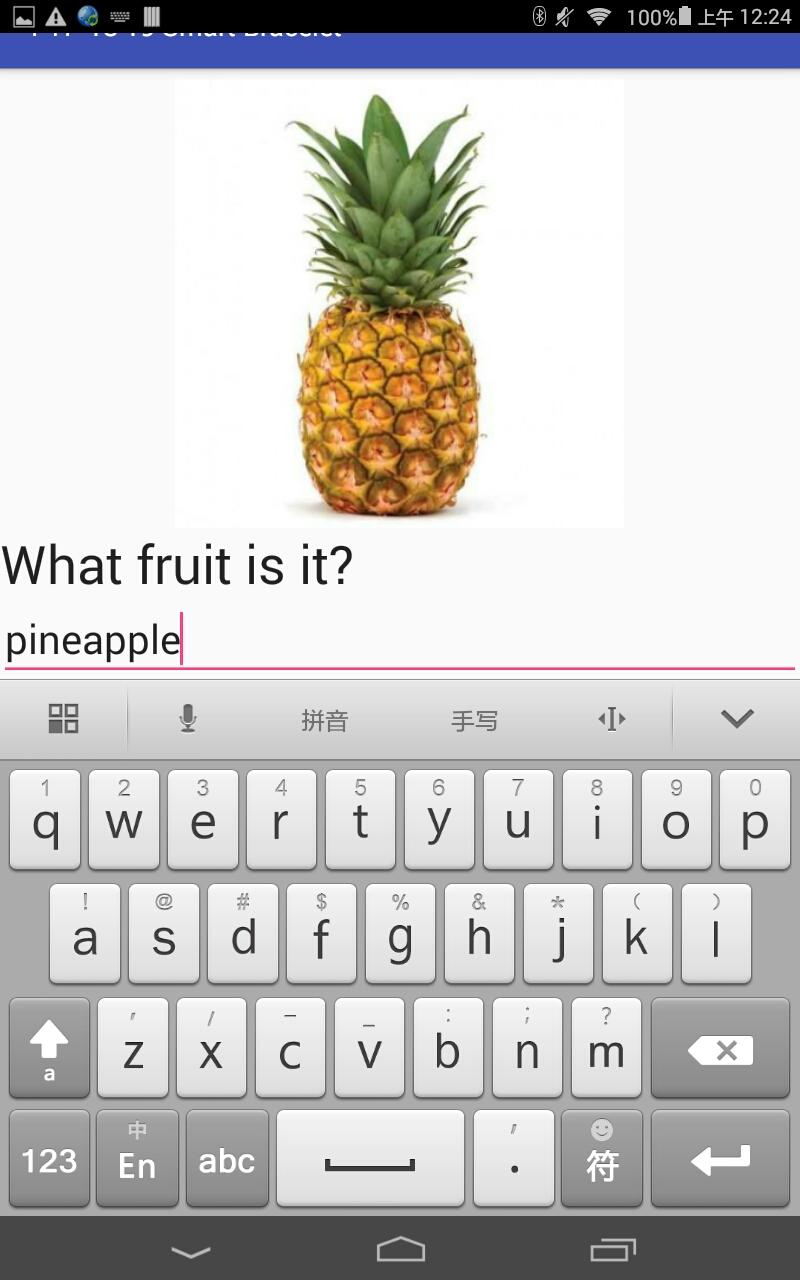 100% 上午 12:24
Smart Bracelet
What fruit is it?
pineapple
拼音 手写
1 2 3 4 5 6 7 8 9 0
q w e r t y u i o p
! @ # $ % & * ( )
a s d f g h j k l
' / – _ : ; ?
a z x c v b n m
中 ,
123 En abc . 符